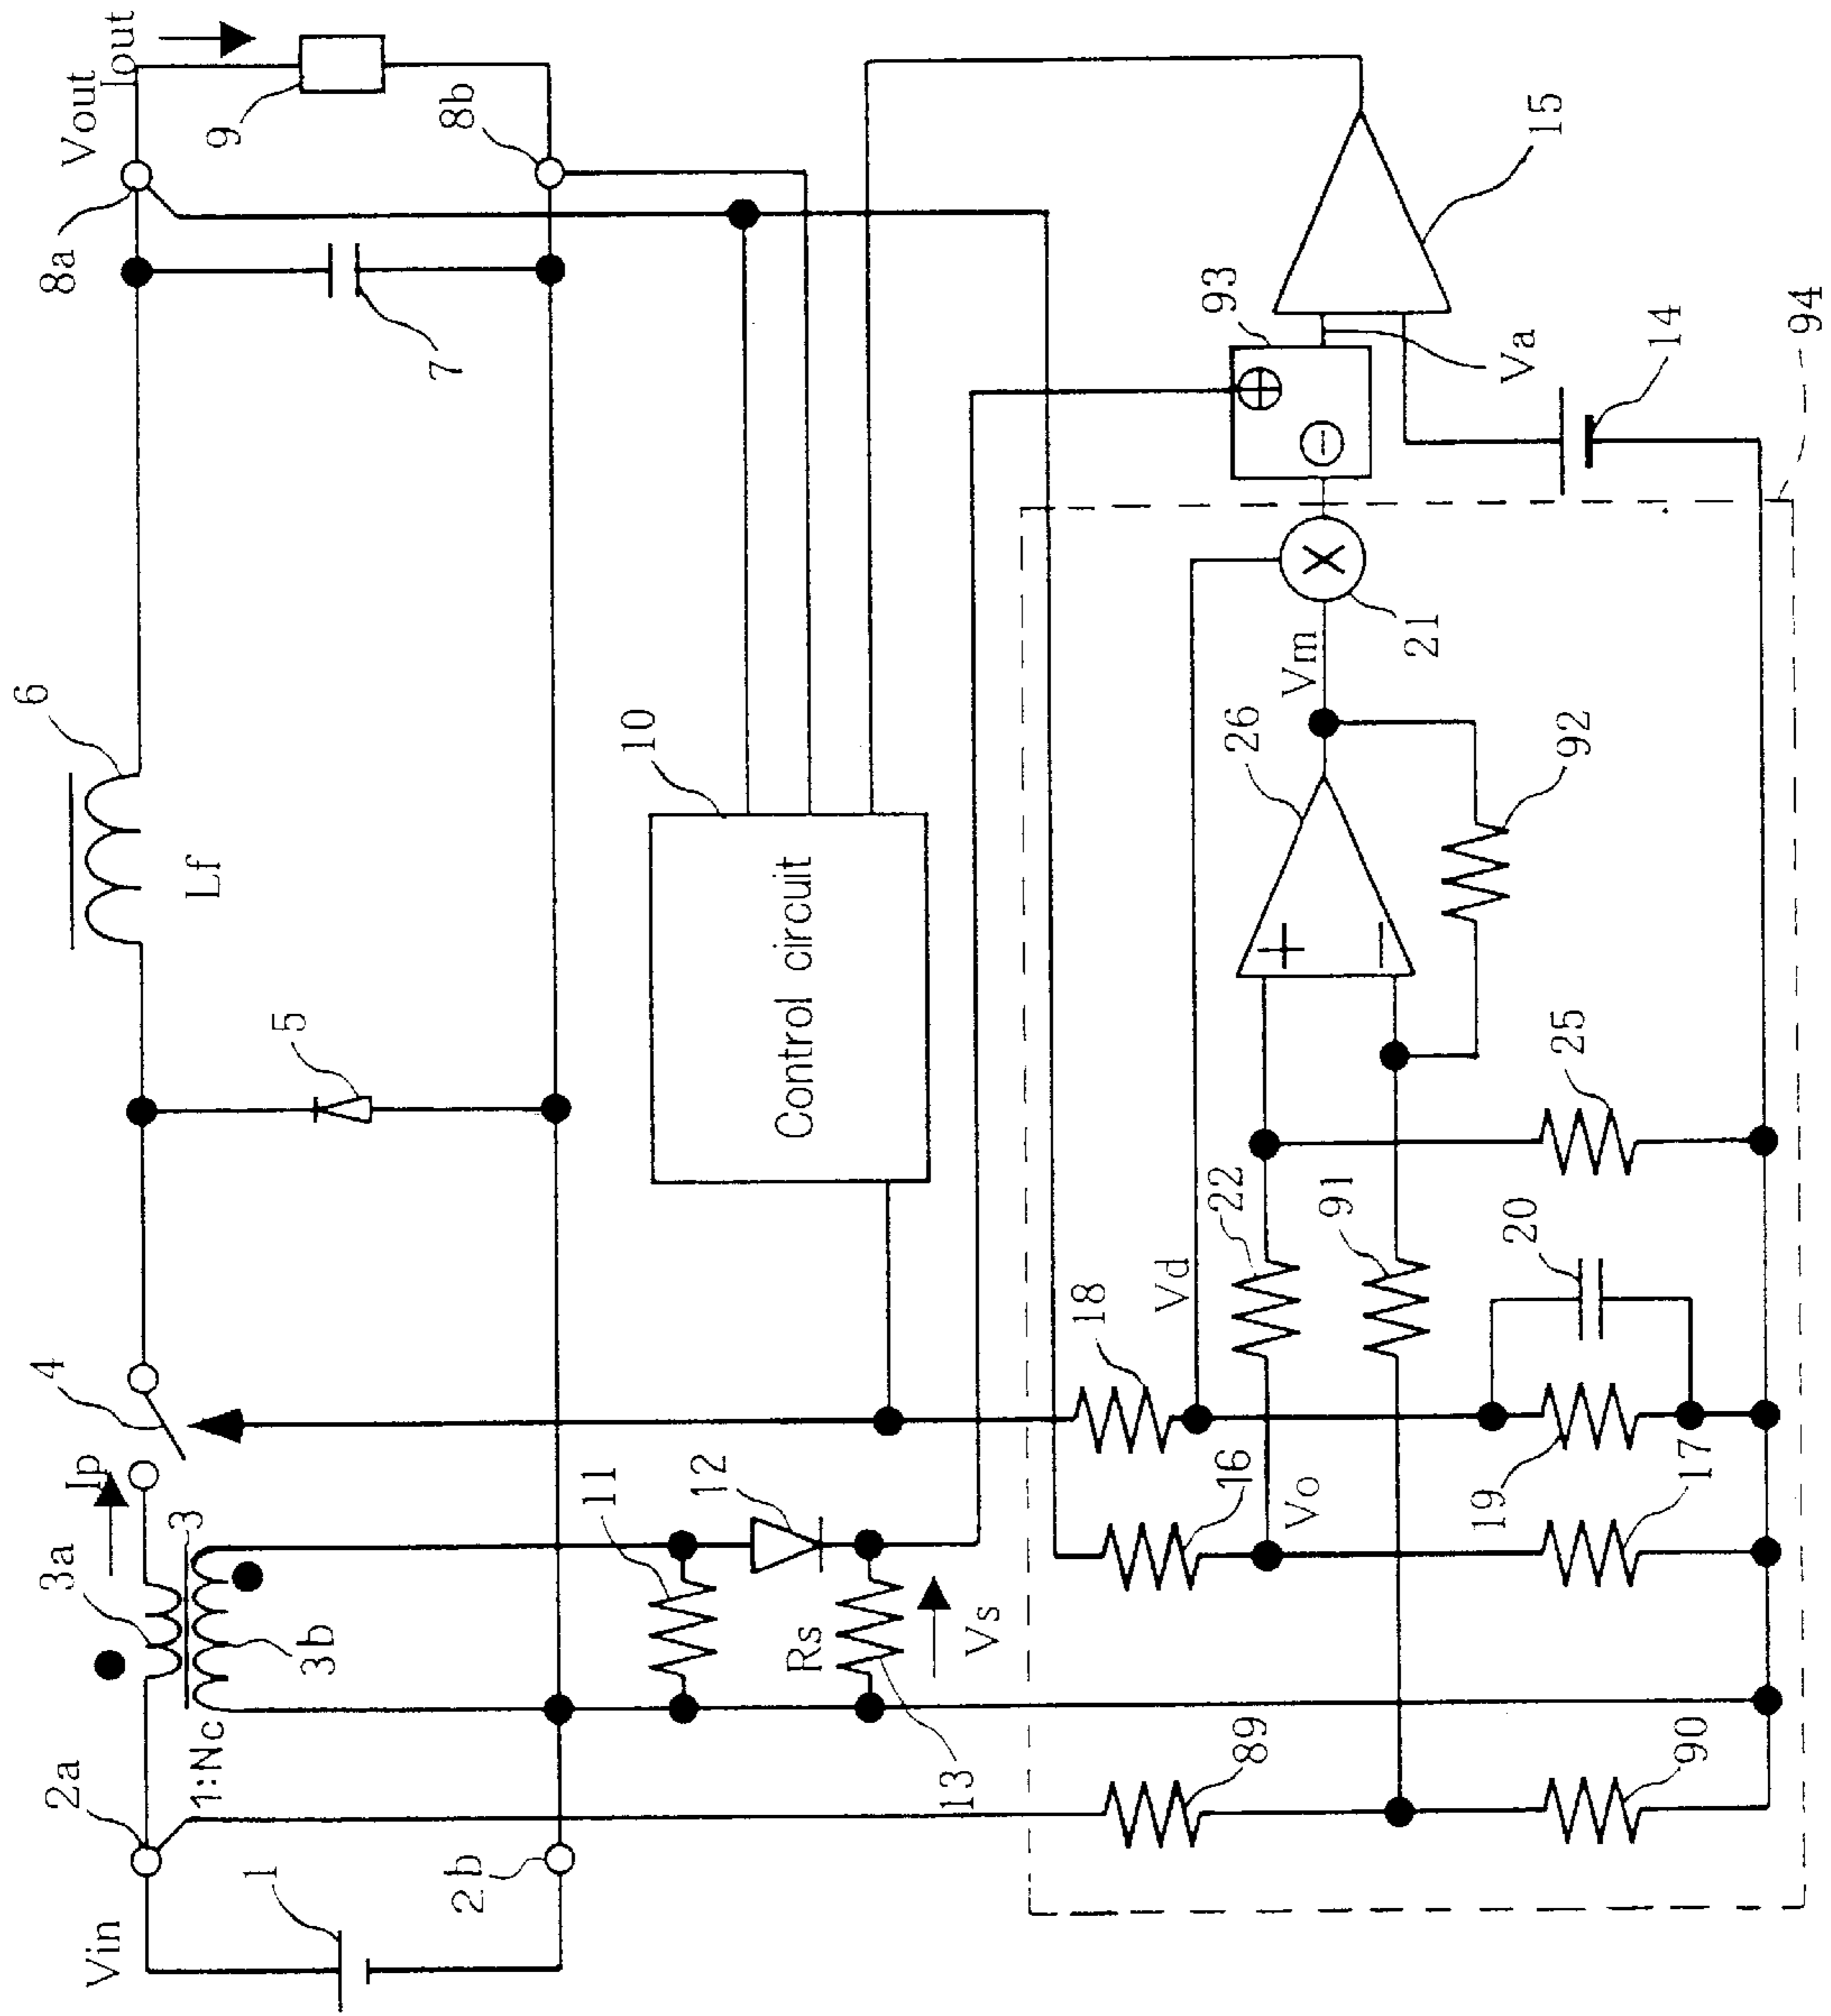 Vin
1
2a
2b
1:Nc
3a
3
3b
Ip
4
5
6
Lf
7
8a
Vout
Iout
9
8b
11
12
Rs
13
Vs
10
Control circuit
89
90
16
17
Vo
18
19
20
Vd
22
91
25
26
92
Vm
21
×
93
+
−
Va
14
15
94
+
−